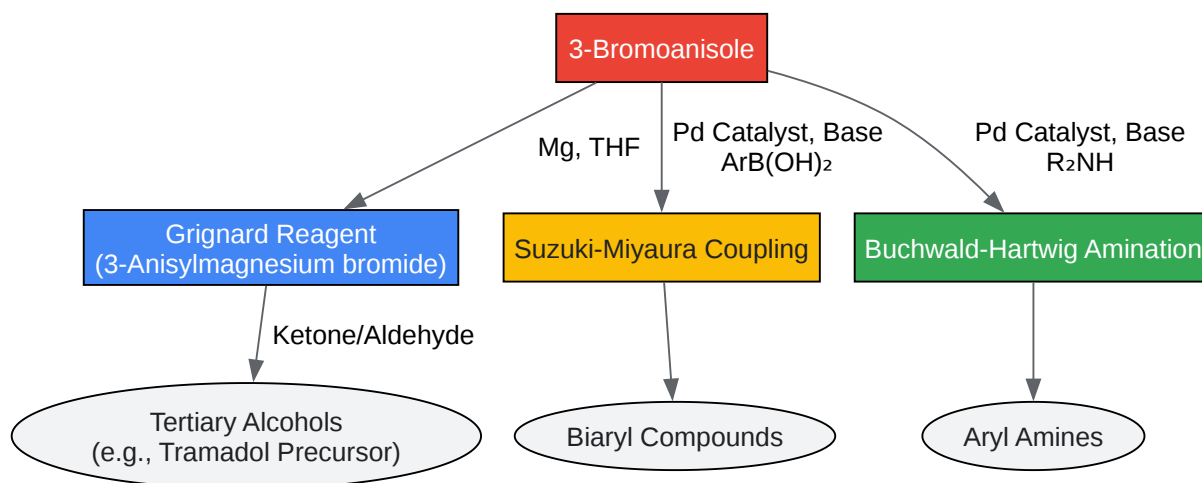 3-Bromoanisole
Mg, THF
Pd Catalyst, Base
ArB(OH)₂
Pd Catalyst, Base
R₂NH
Grignard Reagent
(3-Anisylmagnesium bromide)
Suzuki-Miyaura Coupling
Buchwald-Hartwig Amination
Ketone/Aldehyde
Tertiary Alcohols
(e.g., Tramadol Precursor)
Biaryl Compounds
Aryl Amines